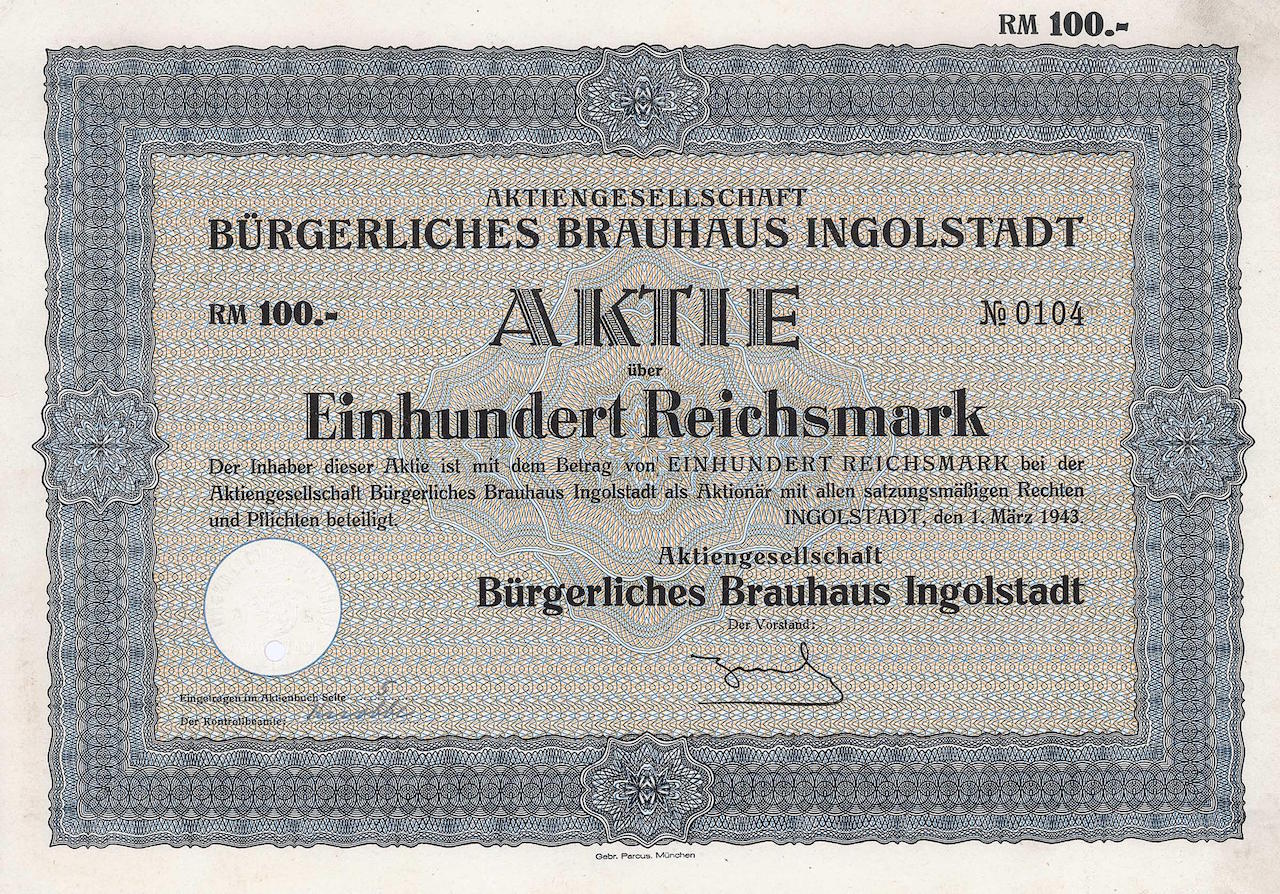 RM 100.-
AKTIENGESELLSCHAFT
BÜRGERLICHES BRAUHAUS INGOLSTADT
RM 100.-
AKTIE
№ 0104
über
Einhundert Reichsmark
Der Inhaber dieser Aktie ist mit dem Betrag von EINHUNDERT REICHSMARK bei der
Aktiengesellschaft Bürgerliches Brauhaus Ingolstadt als Aktionär mit allen satzungsmäßigen Rechten
und Pflichten beteiligt.
INGOLSTADT, den 1. März 1943.
Aktiengesellschaft
Bürgerliches Brauhaus Ingolstadt
Der Vorstand:
Eingetragen im Aktienbuch Seite
Der Kontrollbeamte:
Gebr. Parcus, München